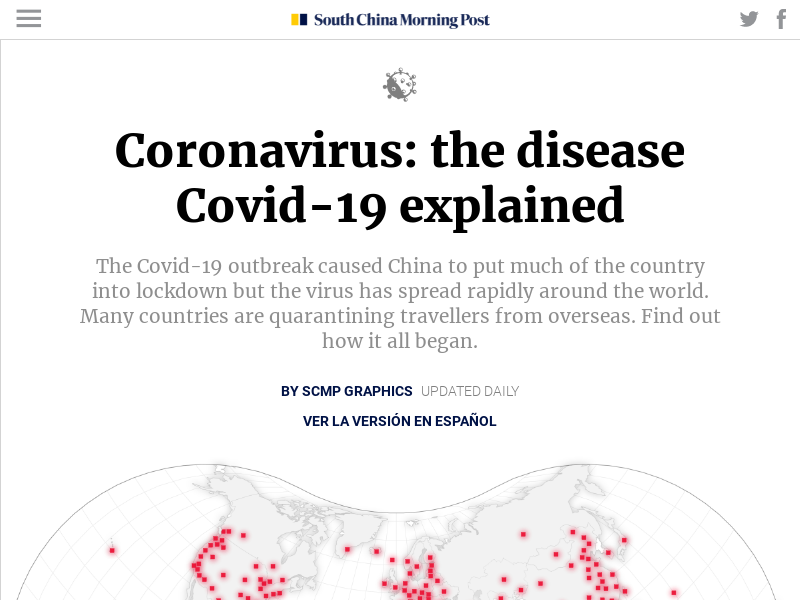 South China Morning Post
Coronavirus: the disease
Covid-19 explained
The Covid-19 outbreak caused China to put much of the country
into lockdown but the virus has spread rapidly around the world.
Many countries are quarantining travellers from overseas. Find out
how it all began.
BY SCMP GRAPHICS UPDATED DAILY
VER LA VERSIÓN EN ESPAÑOL